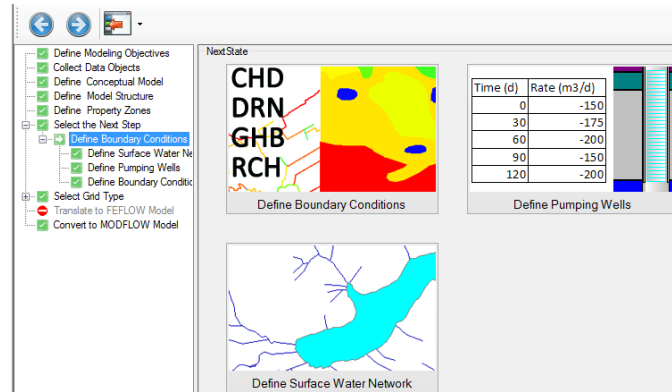 Define Modeling Objectives
Collect Data Objects
Define Conceptual Model
Define Model Structure
Define Property Zones
Select the Next Step
Define Boundary Conditions
Define Surface Water Ne
Define Pumping Wells
Define Boundary Conditic
Select Grid Type
Translate to FEFLOW Model
Convert to MODFLOW Model
NextState
CHD
DRN
GHB
RCH
Define Boundary Conditions
Time (d) Rate (m3/d)
0 -150
30 -175
60 -200
90 -150
120 -200
Define Pumping Wells
Define Surface Water Network